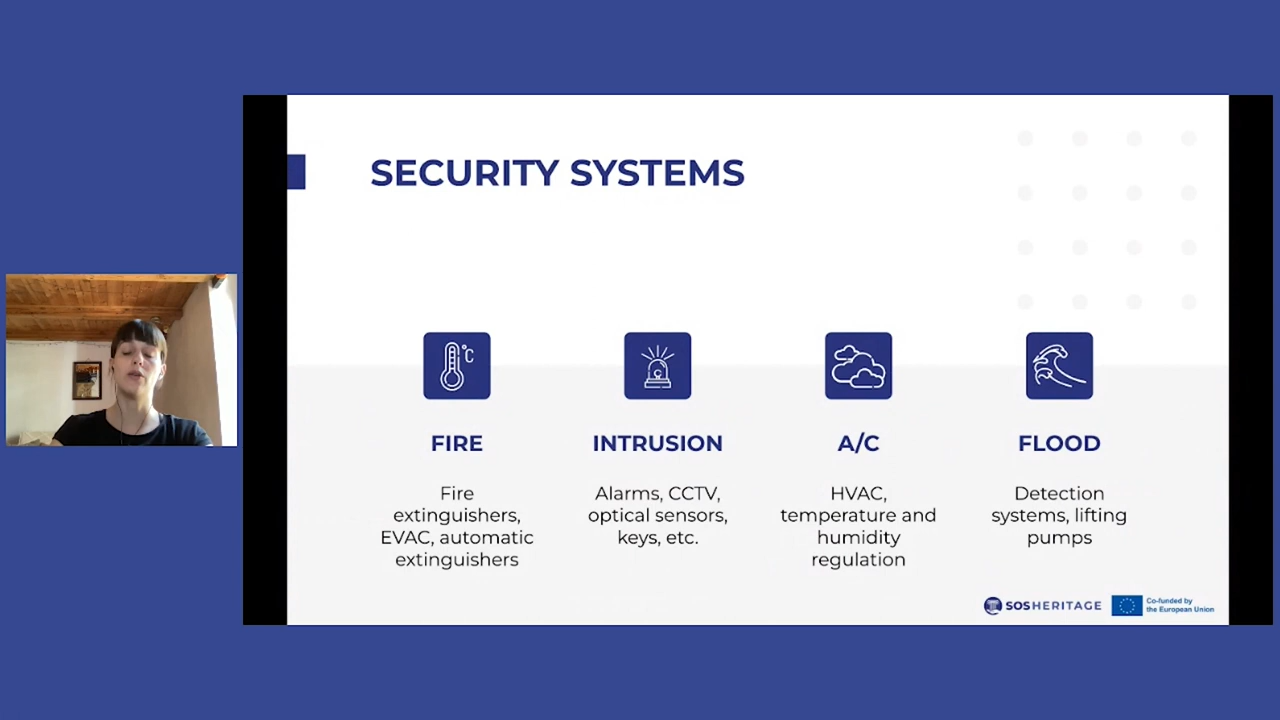 SECURITY SYSTEMS
°C
FIRE
Fire
extinguishers,
EVAC, automatic
extinguishers
INTRUSION
Alarms, CCTV,
optical sensors,
keys, etc.
A/C
HVAC,
temperature and
humidity
regulation
FLOOD
Detection
systems, lifting
pumps
SOSHERITAGE
Co-funded by
the European Union